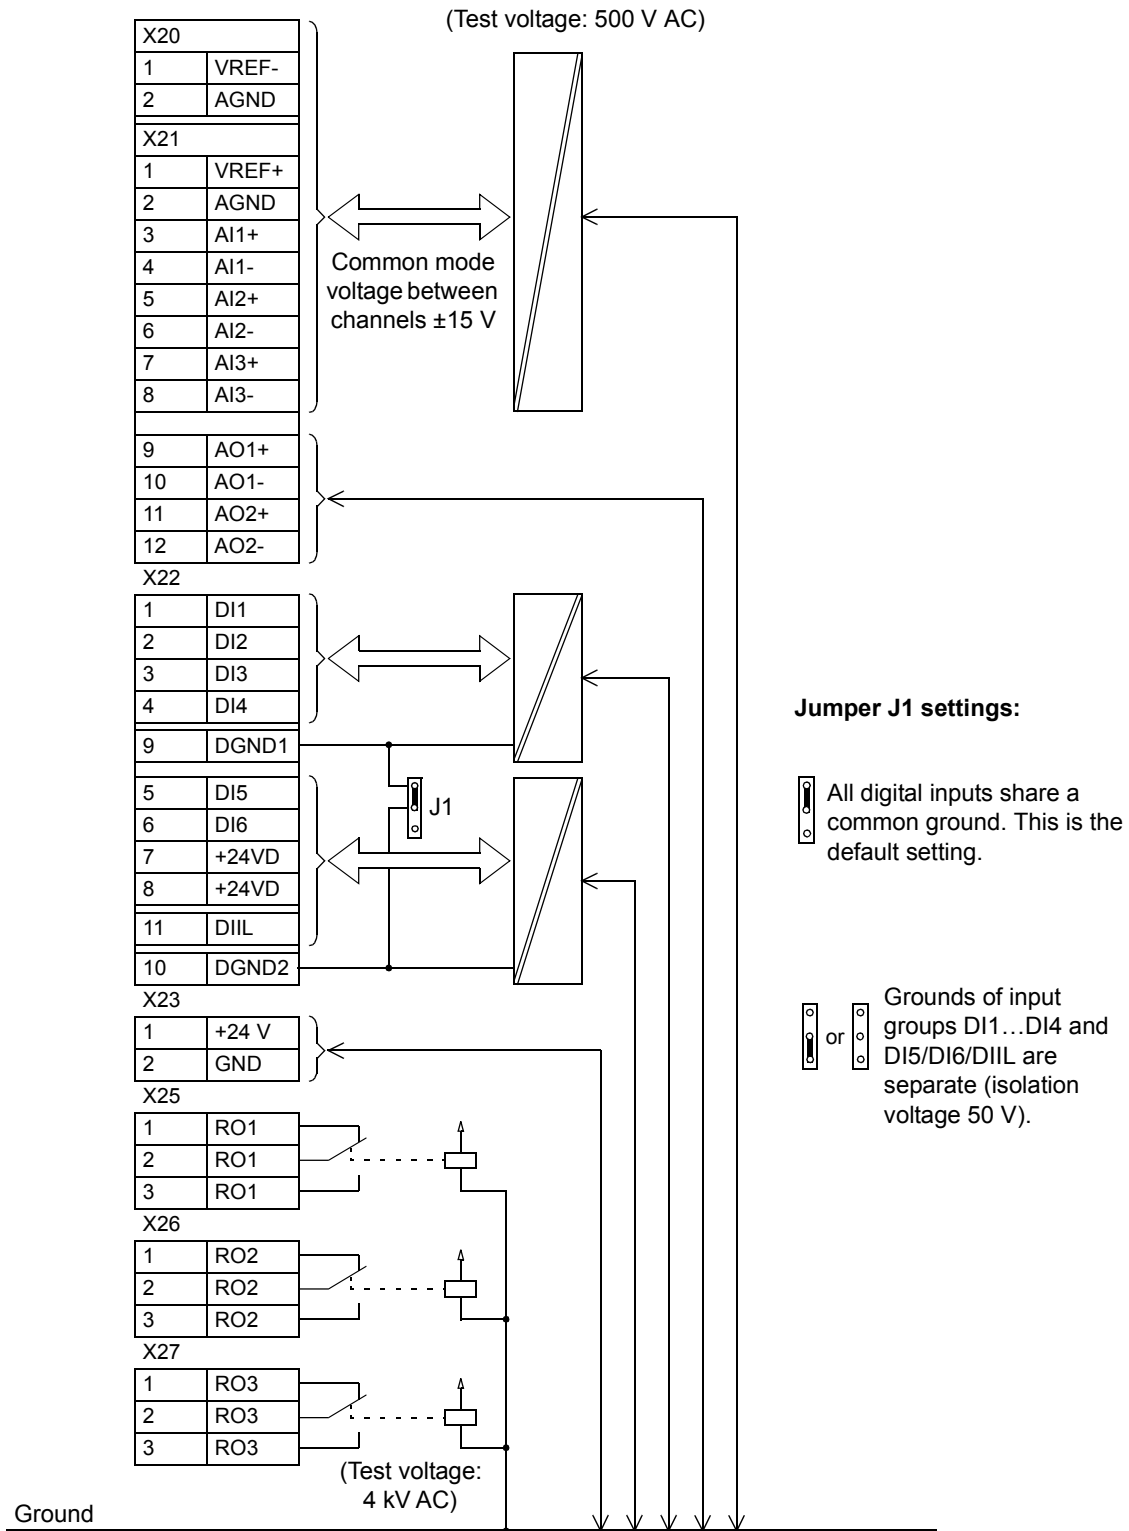 (Test voltage: 500 V AC)
X20
1 VREF-
2 AGND
X21
1 VREF+
2 AGND
3 AI1+
4 AI1-
5 AI2+
6 AI2-
7 AI3+
8 AI3-
Common mode
voltage between
channels ±15 V
9 AO1+
10 AO1-
11 AO2+
12 AO2-
X22
1 DI1
2 DI2
3 DI3
4 DI4
9 DGND1
5 DI5
6 DI6
7 +24VD
8 +24VD
11 DIIL
10 DGND2
J1
X23
1 +24 V
2 GND
X25
1 RO1
2 RO1
3 RO1
X26
1 RO2
2 RO2
3 RO2
X27
1 RO3
2 RO3
3 RO3
(Test voltage:
4 kV AC)
Ground
Jumper J1 settings:
All digital inputs share a
common ground. This is the
default setting.
or
Grounds of input
groups DI1…DI4 and
DI5/DI6/DIIL are
separate (isolation
voltage 50 V).